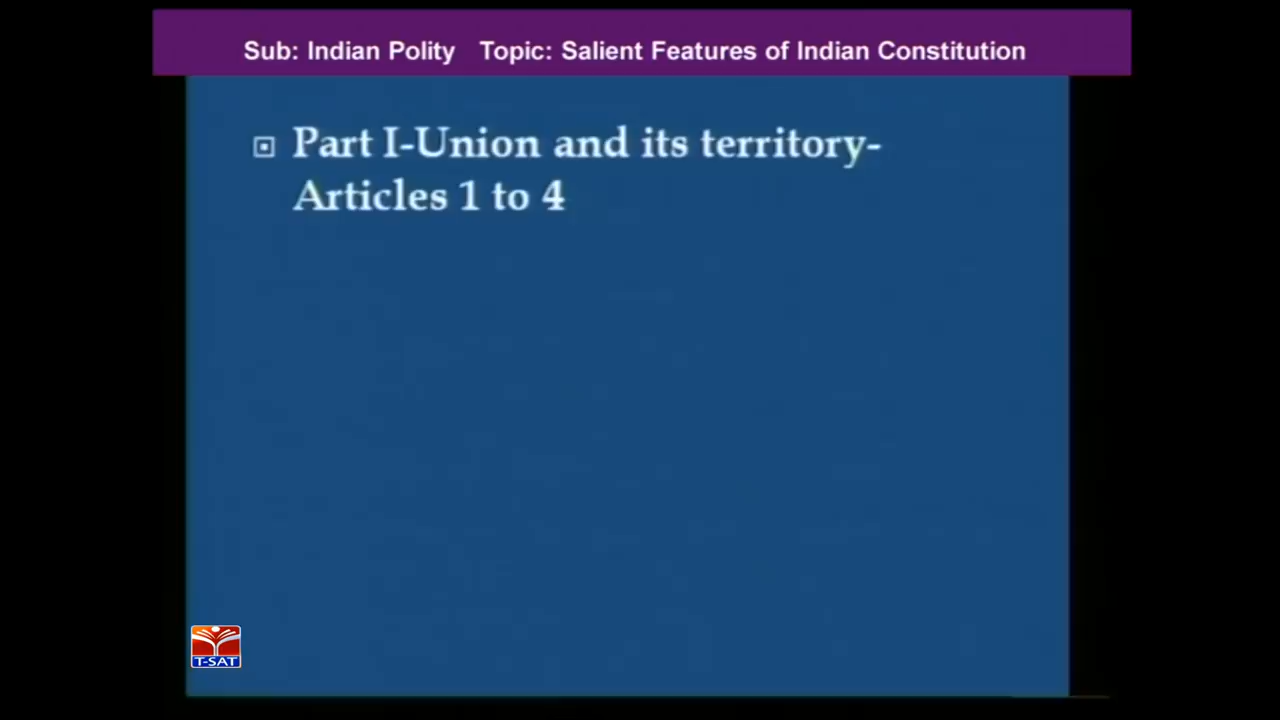 Sub: Indian Polity Topic: Salient Features of Indian Constitution
Part I-Union and its territory-
Articles 1 to 4
T-SAT